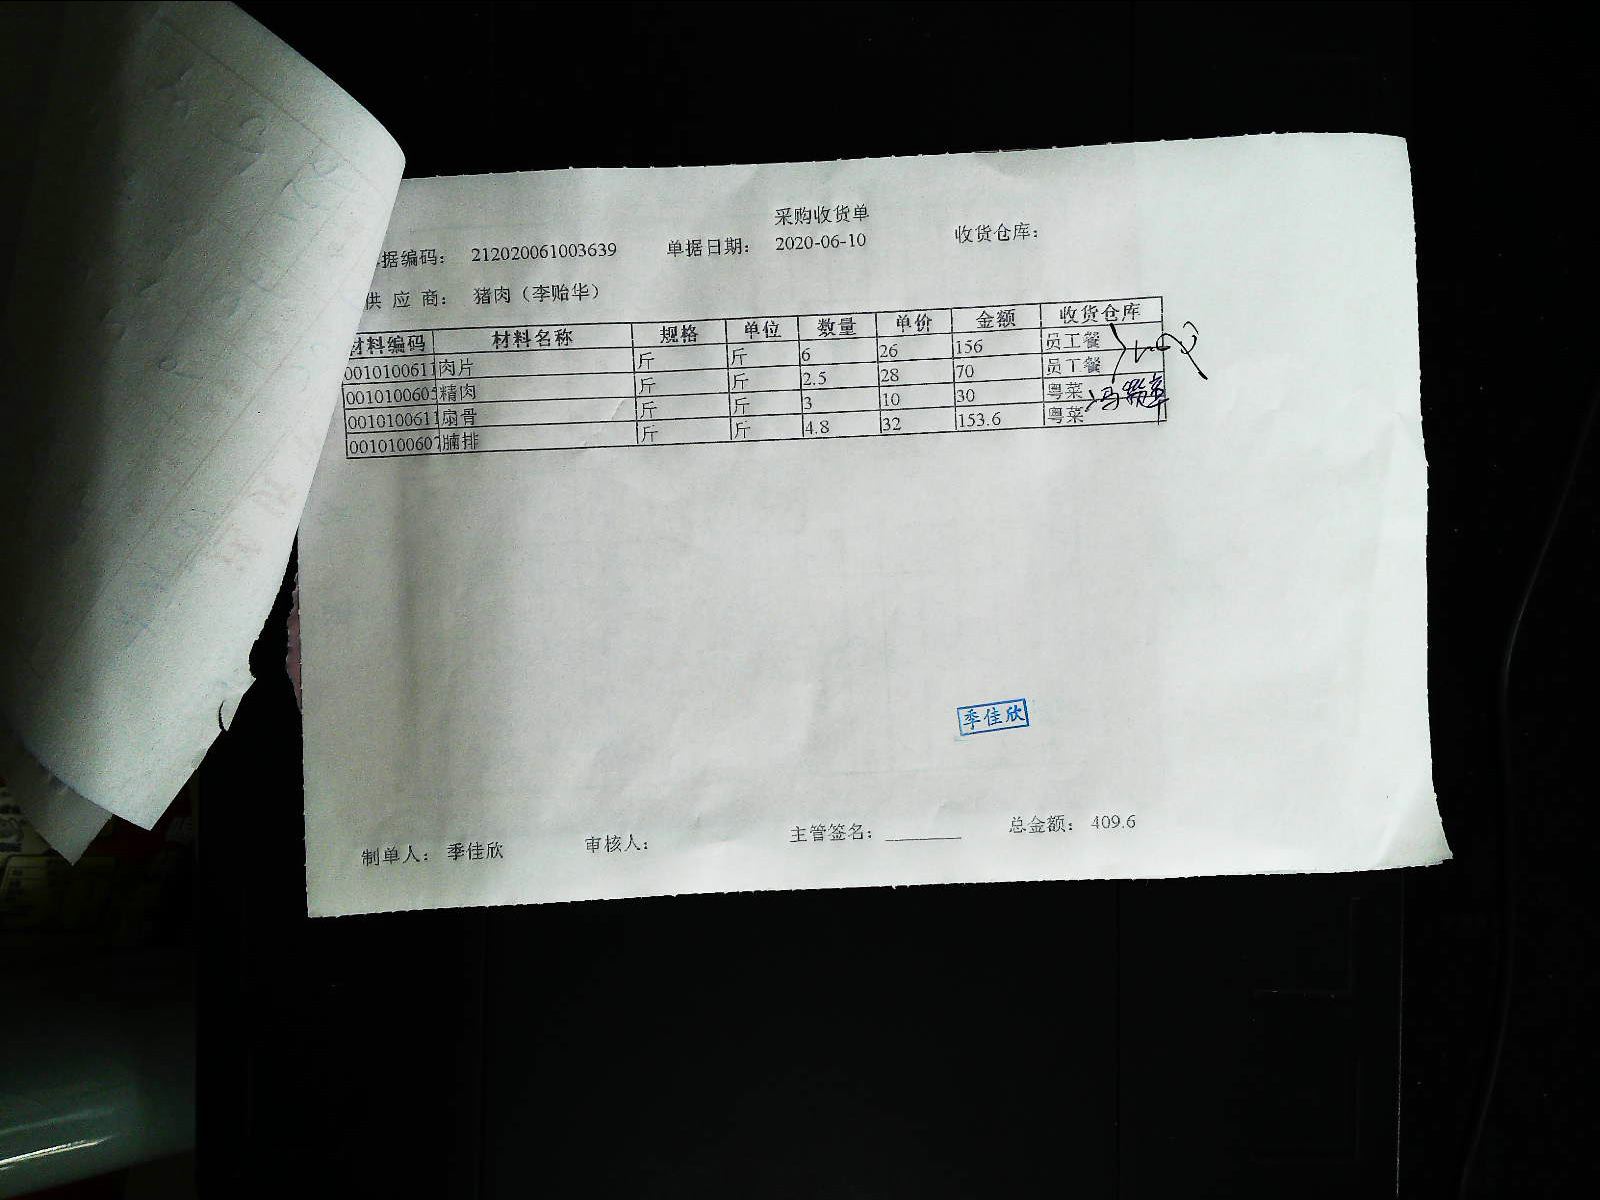 采购收货单
据编码： 212020061003639 单据日期： 2020-06-10 收货仓库：
供 应 商： 猪肉（李贻华）
材料编码 材料名称 规格 单位 数量 单价 金额 收货仓库
0010100611 肉片 斤 斤 6 26 156 员工餐
001010060 精肉 斤 斤 2.5 28 70 员工餐
0010100611 扇骨 斤 斤 3 10 30 粤菜
001010060 腩排 斤 斤 4.8 32 153.6 粤菜
季佳欣
制单人： 季佳欣 审核人： 主管签名： 总金额： 409.6